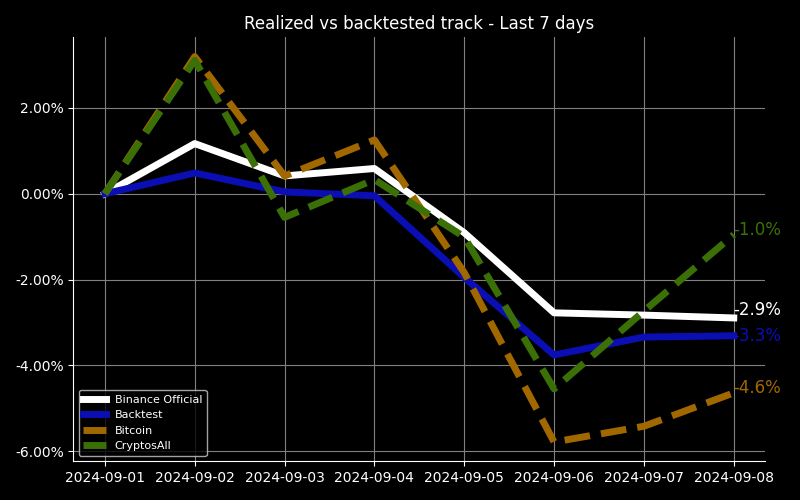 Realized vs backtested track - Last 7 days
2.00%
0.00%
-2.00%
-4.00%
-6.00%
-1.0%
-2.9%
-3.3%
-4.6%
Binance Official
Backtest
Bitcoin
CryptosAll
2024-09-01 2024-09-02 2024-09-03 2024-09-04 2024-09-05 2024-09-06 2024-09-07 2024-09-08